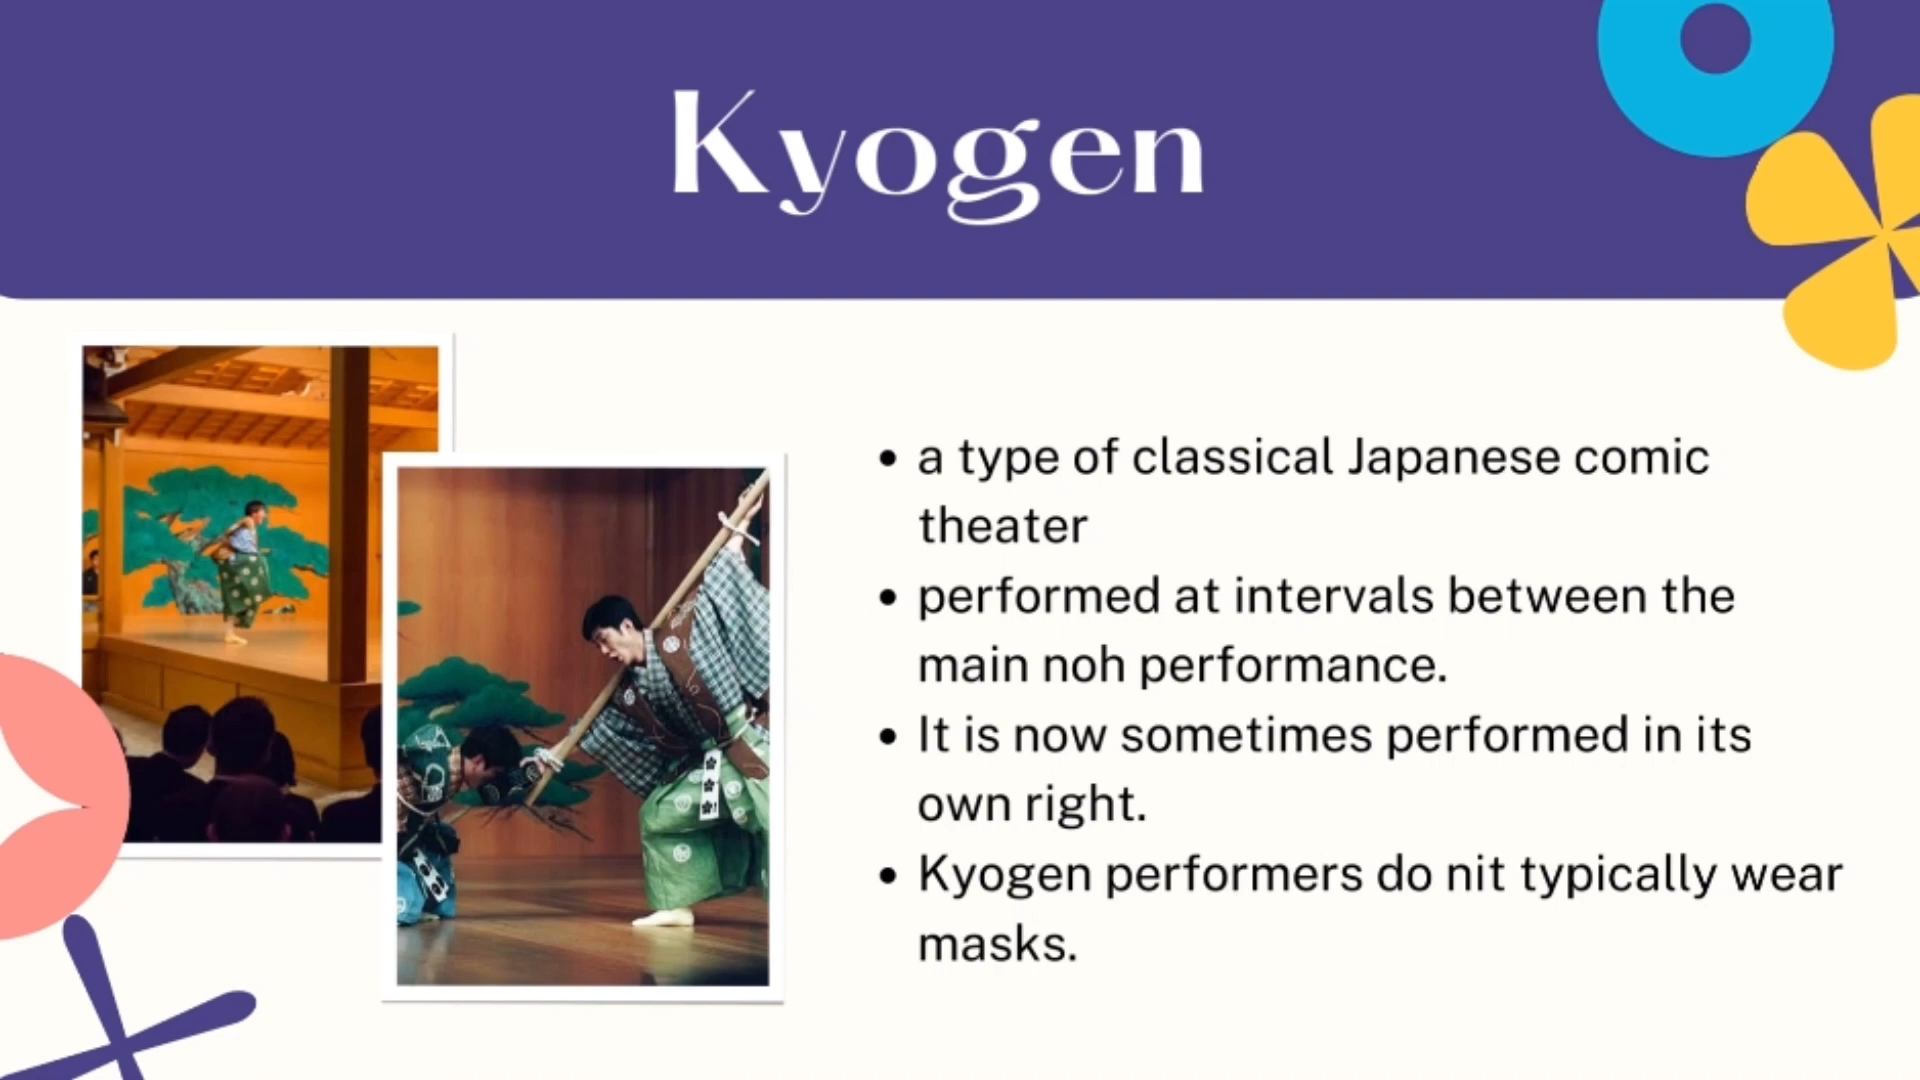 Kyogen
• a type of classical Japanese comic
theater
• performed at intervals between the
main noh performance.
• It is now sometimes performed in its
own right.
• Kyogen performers do nit typically wear
masks.